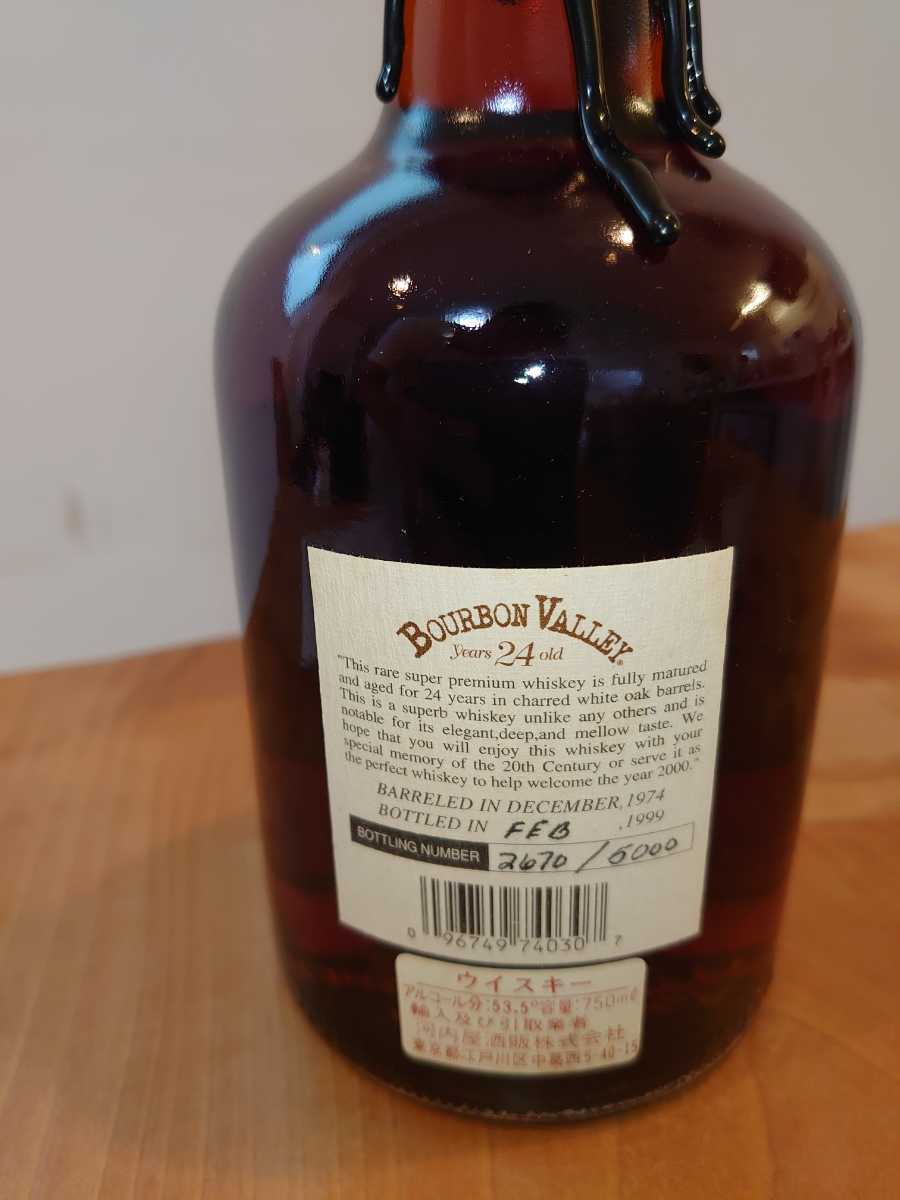 BOURBON VALLEY®
years 24 old
"This rare super premium whiskey is fully matured
and aged for 24 years in charred white oak barrels.
This is a superb whiskey unlike any others and is
notable for its elegant,deep,and mellow taste. We
hope that you will enjoy this whiskey with your
special memory of the 20th Century or serve it as
the perfect whiskey to help welcome the year 2000."
BARRELED IN DECEMBER,1974
BOTTLED IN FEB ,1999
BOTTLING NUMBER 2670/5000
0 96749 74030 7
ウイスキー
アルコール分:53.5°容量:750mℓ
輸入及び引取業者
河内屋酒販株式会社
東京都江戸川区中葛西5-40-15